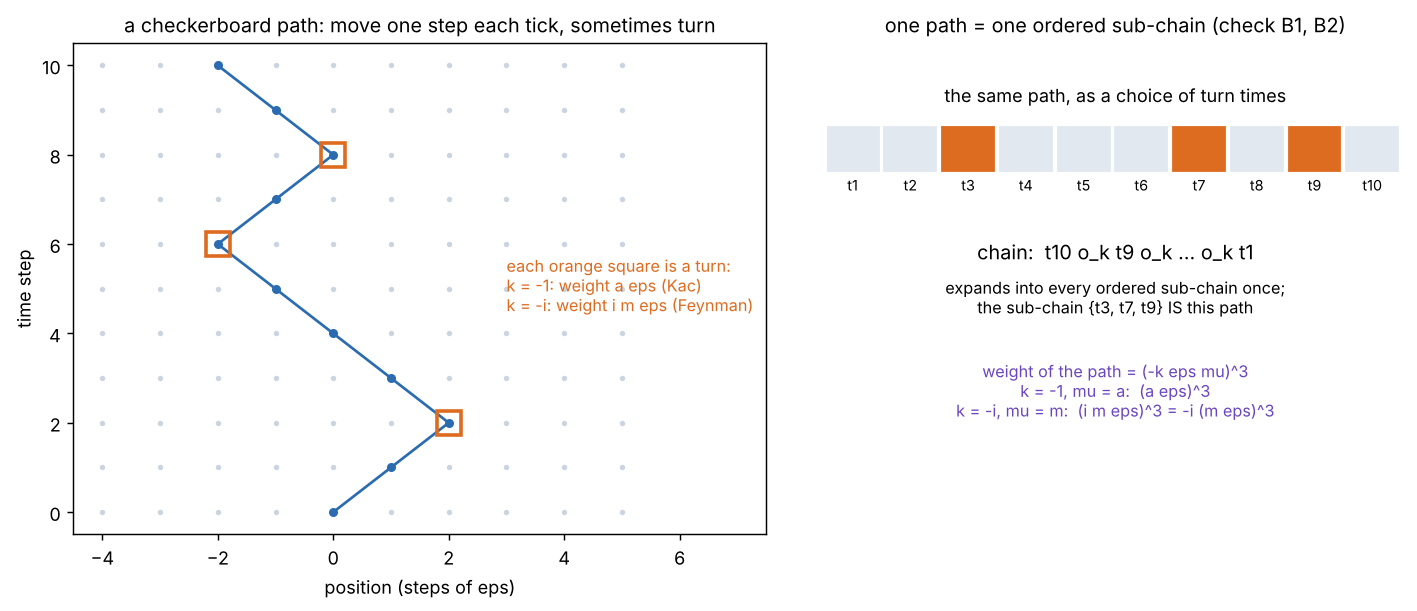 a checkerboard path: move one step each tick, sometimes turn
10
8
6
4
2
0
time step
−4
−2
0
2
4
6
position (steps of eps)
each orange square is a turn:
k = -1: weight a eps (Kac)
k = -i: weight i m eps (Feynman)
one path = one ordered sub-chain (check B1, B2)
the same path, as a choice of turn times
t1 t2 t3 t4 t5 t6 t7 t8 t9 t10
chain:  t10 o_k t9 o_k ... o_k t1
expands into every ordered sub-chain once;
the sub-chain {t3, t7, t9} IS this path
weight of the path = (-k eps mu)^3
k = -1, mu = a:  (a eps)^3
k = -i, mu = m:  (i m eps)^3 = -i (m eps)^3